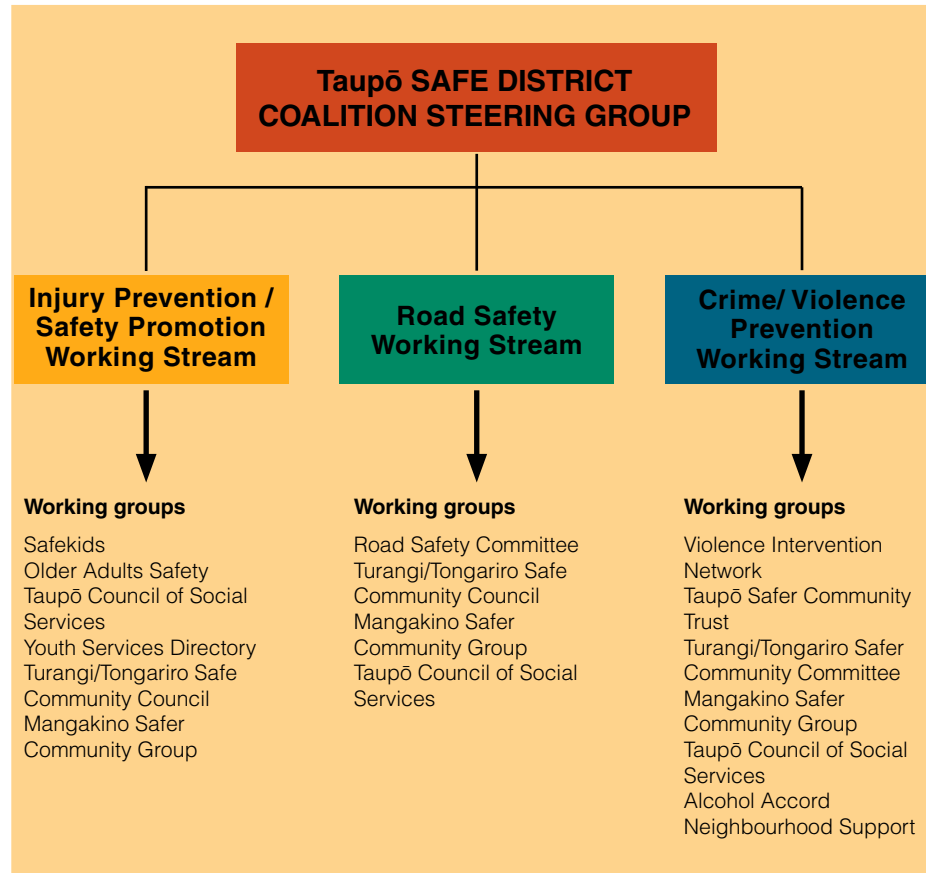 Taupō SAFE DISTRICT
COALITION STEERING GROUP
Injury Prevention /
Safety Promotion
Working Stream
Road Safety
Working Stream
Crime/ Violence
Prevention
Working Stream
Working groups
Safekids
Older Adults Safety
Taupō Council of Social
Services
Youth Services Directory
Turangi/Tongariro Safe
Community Council
Mangakino Safer
Community Group
Working groups
Road Safety Committee
Turangi/Tongariro Safe
Community Council
Mangakino Safer
Community Group
Taupō Council of Social
Services
Working groups
Violence Intervention
Network
Taupō Safer Community
Trust
Turangi/Tongariro Safer
Community Committee
Mangakino Safer
Community Group
Taupō Council of Social
Services
Alcohol Accord
Neighbourhood Support